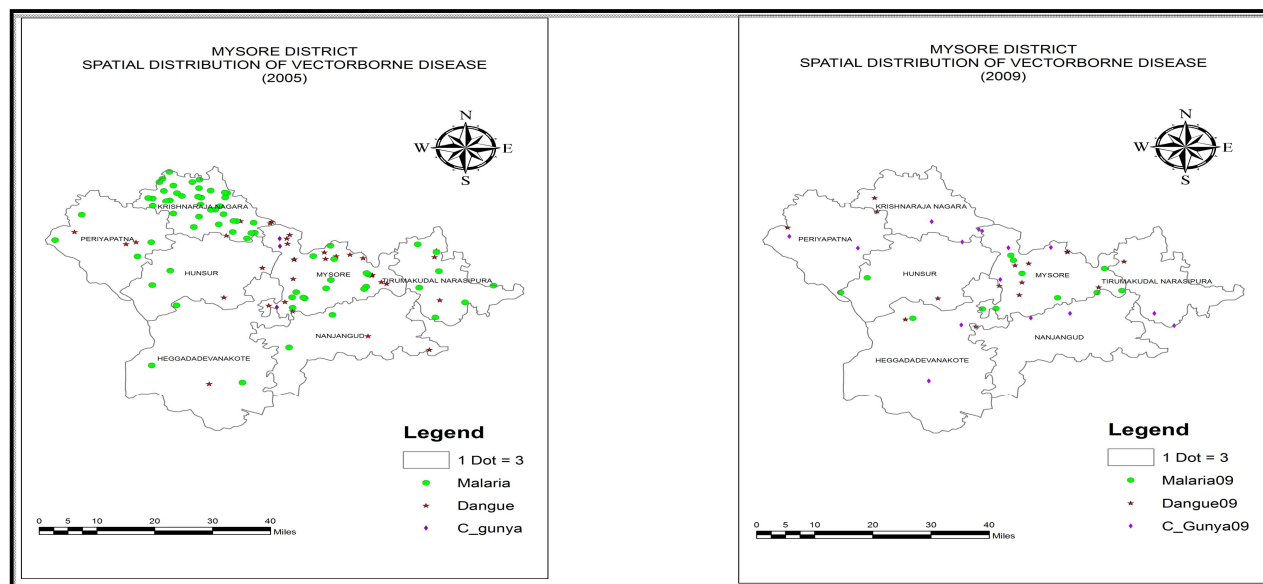 MYSORE DISTRICT
SPATIAL DISTRIBUTION OF VECTORBORNE DISEASE
(2005)
N
W E
S
KRISHNARAJA NAGARA
PERIYAPATNA
HUNSUR
MYSORE
TIRUMAKUDAL NARASIPURA
NANJANGUD
HEGGADADEVANAKOTE
Legend
1 Dot = 3
Malaria
Dangue
C_gunya
0 5 10 20 30 40
Miles
MYSORE DISTRICT
SPATIAL DISTRIBUTION OF VECTORBORNE DISEASE
(2009)
N
W E
S
KRISHNARAJA NAGARA
PERIYAPATNA
HUNSUR
MYSORE
TIRUMAKUDAL NARASIPURA
NANJANGUD
HEGGADADEVANAKOTE
Legend
1 Dot = 3
Malaria09
Dangue09
C_Gunya09
0 5 10 20 30 40
Miles